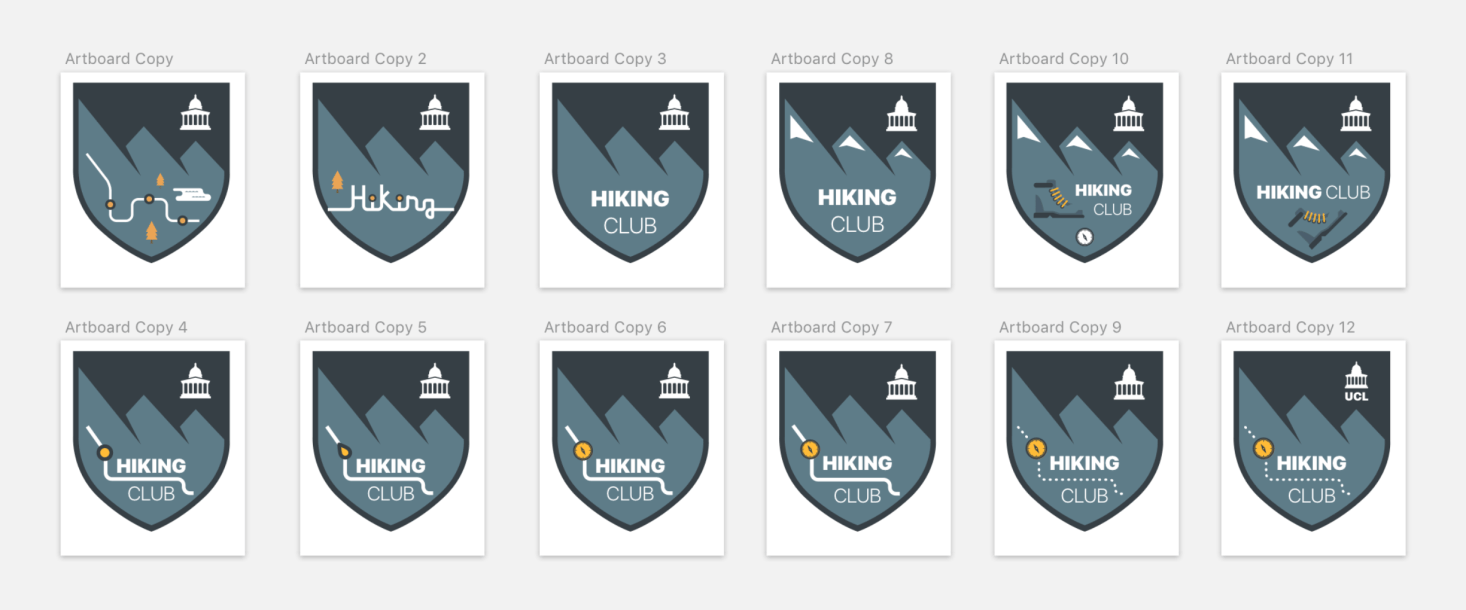 Artboard Copy
Artboard Copy 2
Artboard Copy 3
Artboard Copy 8
Artboard Copy 10
Artboard Copy 11
Hiking
HIKING
CLUB
HIKING
CLUB
HIKING
CLUB
HIKING CLUB
Artboard Copy 4
Artboard Copy 5
Artboard Copy 6
Artboard Copy 7
Artboard Copy 9
Artboard Copy 12
HIKING
CLUB
HIKING
CLUB
HIKING
CLUB
HIKING
CLUB
HIKING
CLUB
UCL
HIKING
CLUB